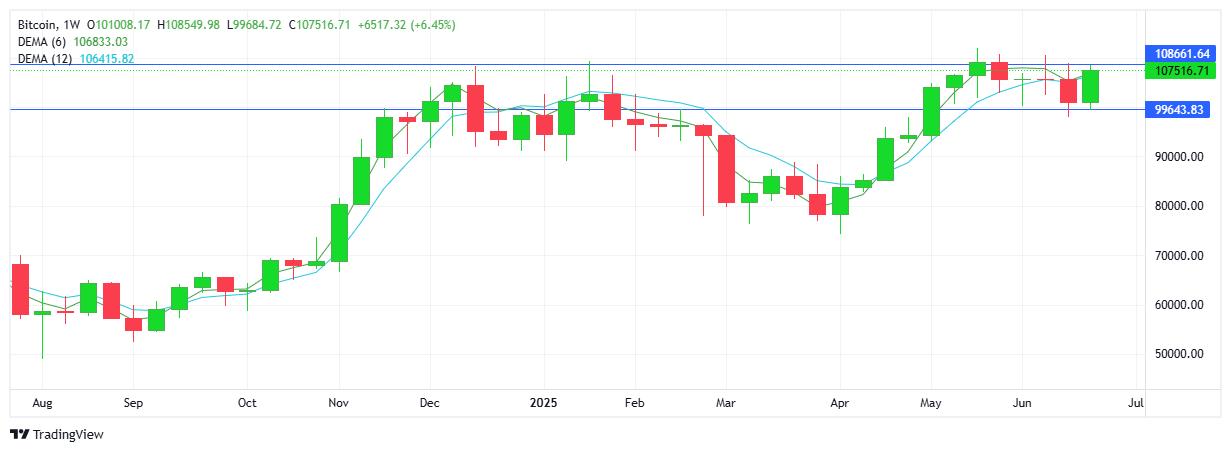 Bitcoin, 1W O101008.17 H108549.98 L99684.72 C107516.71 +6517.32 (+6.45%)
DEMA (6) 106833.03
DEMA (12) 106415.82
108661.64
107516.71
99643.83
90000.00
80000.00
70000.00
60000.00
50000.00
Aug Sep Oct Nov Dec 2025 Feb Mar Apr May Jun Jul
TradingView